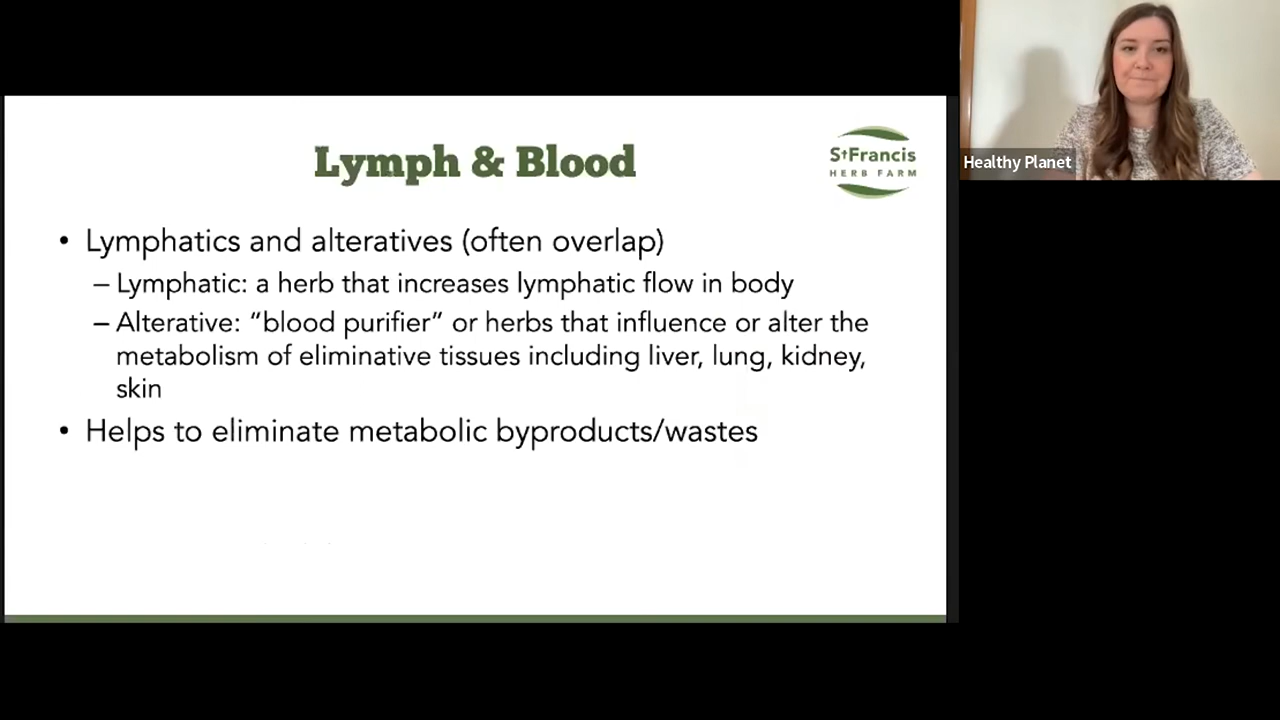 Lymph & Blood
StFrancis
HERB FARM
Healthy Planet
• Lymphatics and alteratives (often overlap)
– Lymphatic: a herb that increases lymphatic flow in body
– Alterative: “blood purifier” or herbs that influence or alter the
metabolism of eliminative tissues including liver, lung, kidney,
skin
• Helps to eliminate metabolic byproducts/wastes